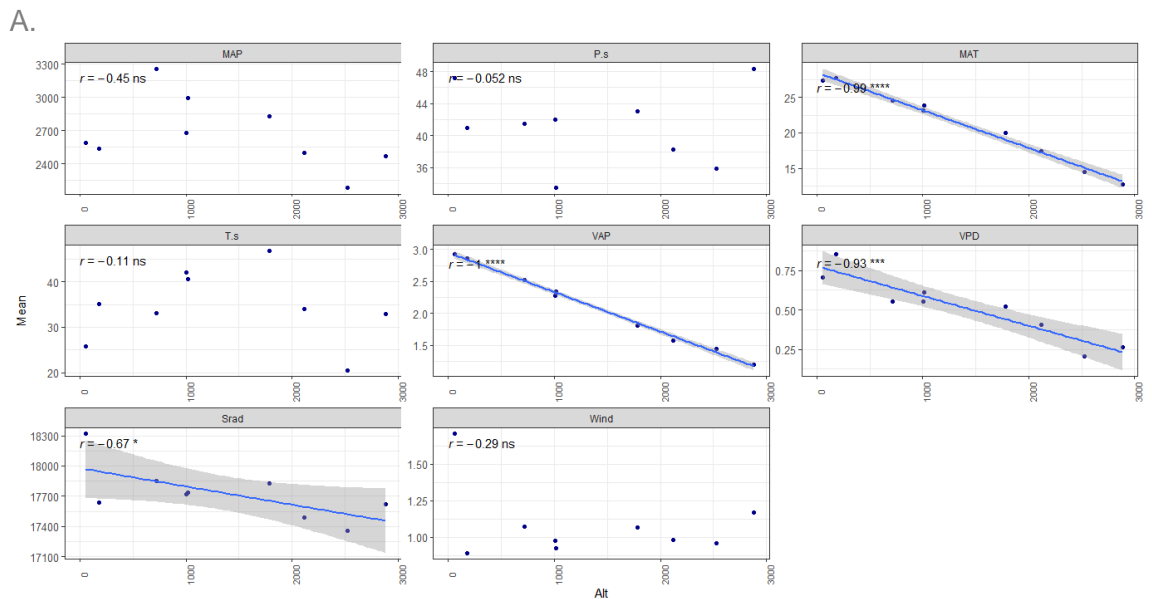 A.
MAP
P.s
MAT
r = −0.45 ns
r = −0.052 ns
r = −0.99 ****
3300
3000
2700
2400
48
44
40
36
25
20
15
0 1000 2000 3000
0 1000 2000 3000
0 1000 2000 3000
T.s
VAP
VPD
r = −0.11 ns
r = −1 ****
r = −0.93 ***
40
30
20
3.0
2.5
2.0
1.5
0.75
0.50
0.25
0 1000 2000 3000
0 1000 2000 3000
0 1000 2000 3000
Mean
Srad
Wind
r = −0.67 *
r = −0.29 ns
18300
18000
17700
17400
17100
1.50
1.25
1.00
0 1000 2000 3000
0 1000 2000 3000
Alt